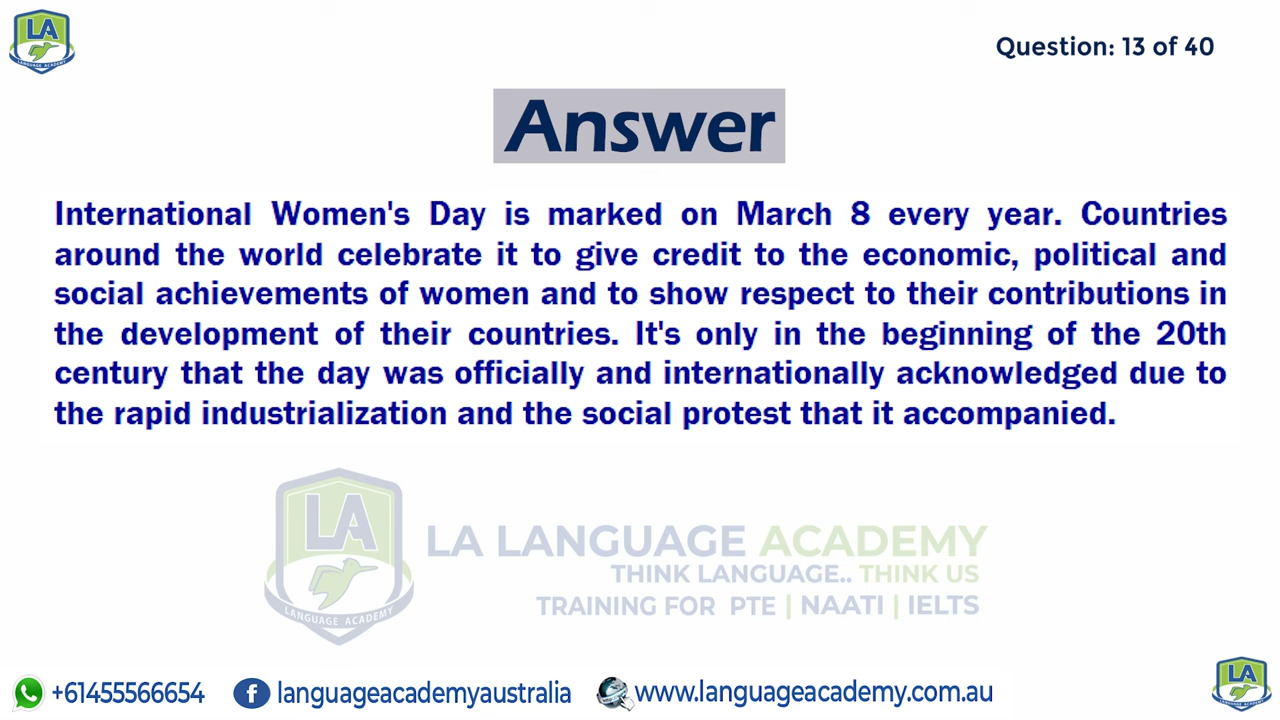 LA
LANGUAGE ACADEMY
Question: 13 of 40
Answer
International Women's Day is marked on March 8 every year. Countries
around the world celebrate it to give credit to the economic, political and
social achievements of women and to show respect to their contributions in
the development of their countries. It's only in the beginning of the 20th
century that the day was officially and internationally acknowledged due to
the rapid industrialization and the social protest that it accompanied.
LA
LANGUAGE ACADEMY
LA LANGUAGE ACADEMY
THINK LANGUAGE.. THINK US
TRAINING FOR PTE | NAATI | IELTS
+61455566654 languageacademyaustralia www.languageacademy.com.au
LA
LANGUAGE ACADEMY